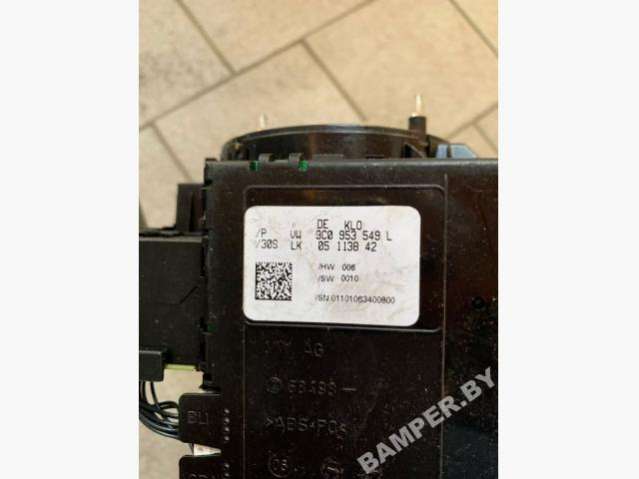 DE KLO
/P VW 3C0 953 549 L
/30S LK 05 1138 42
/HW 006
/SW 0010
/SN:01101063400800
AG
>ABS+PC<
BAMPER.BY